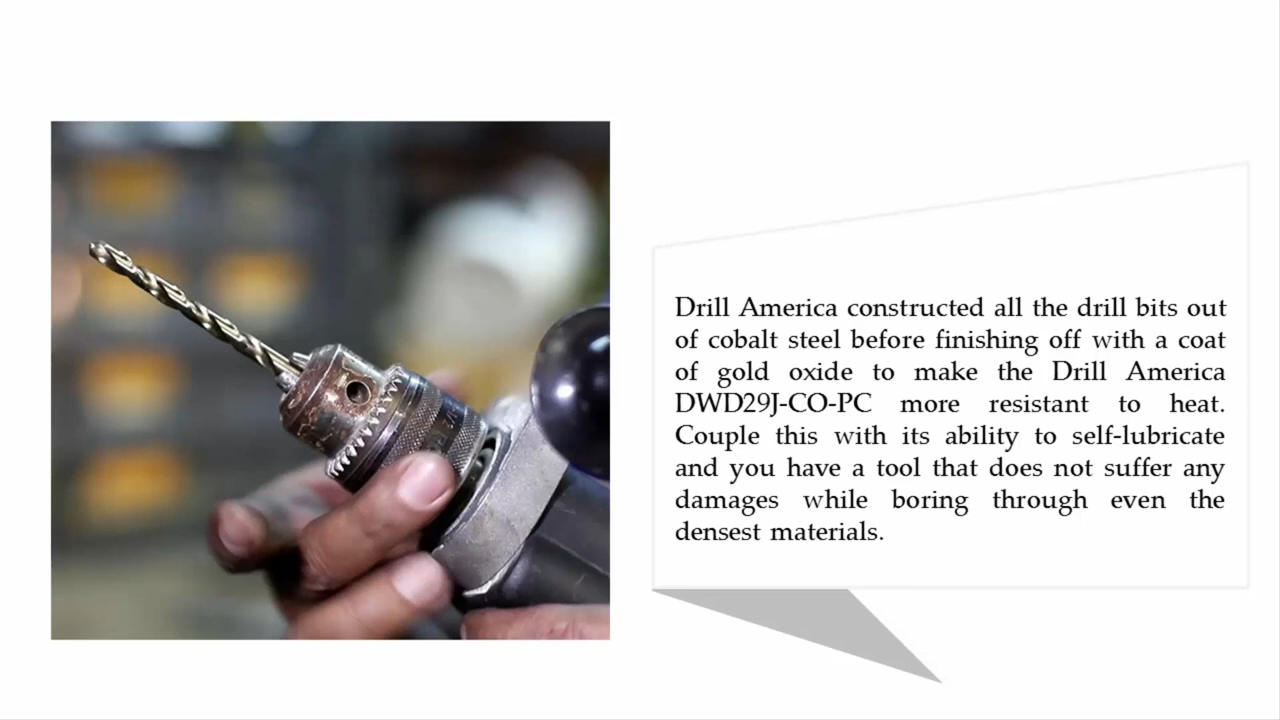 Drill America constructed all the drill bits out
of cobalt steel before finishing off with a coat
of gold oxide to make the Drill America
DWD29J-CO-PC more resistant to heat.
Couple this with its ability to self-lubricate
and you have a tool that does not suffer any
damages while boring through even the
densest materials.